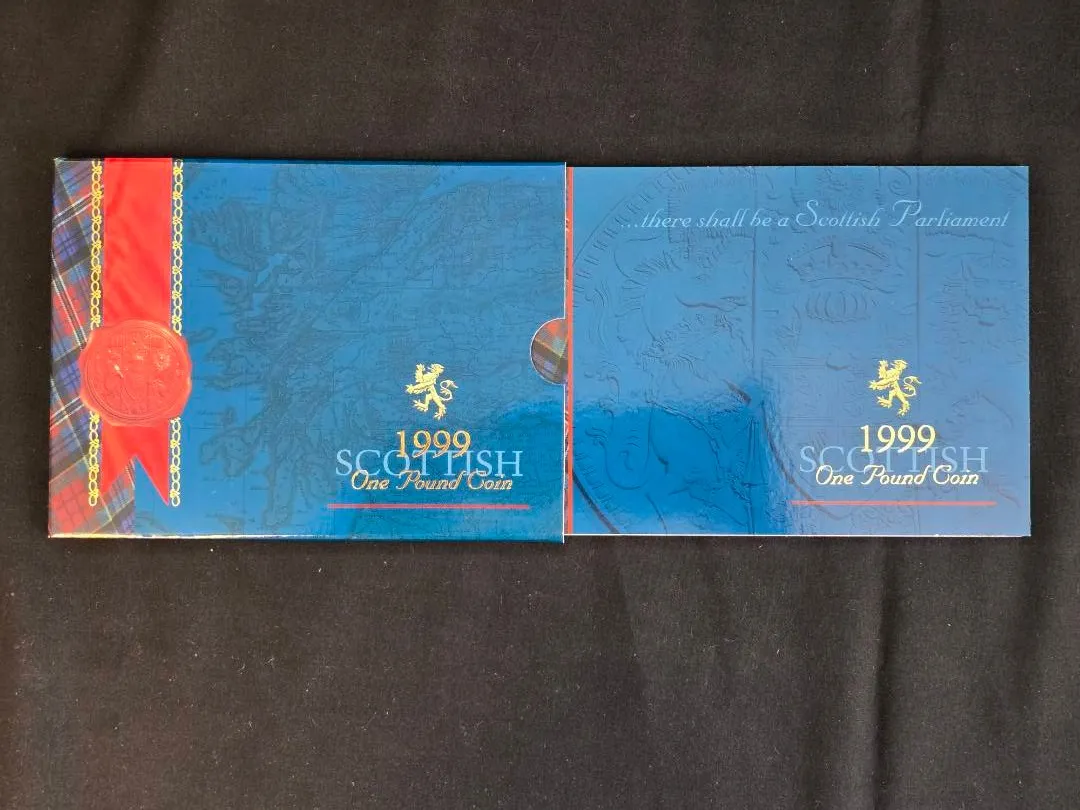 1999
SCOTTISH
One Pound Coin
...there shall be a Scottish Parliament
1999
SCOTTISH
One Pound Coin